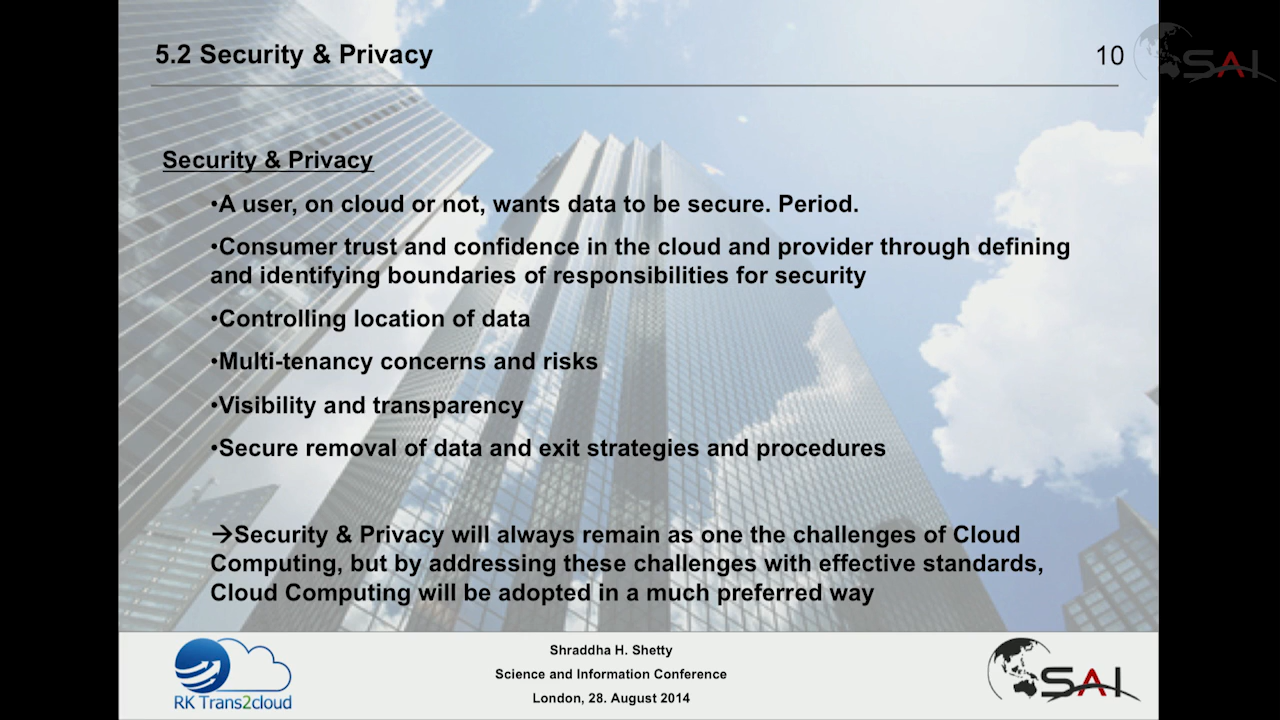 5.2 Security & Privacy
10
SAI
Security & Privacy
•A user, on cloud or not, wants data to be secure. Period.
•Consumer trust and confidence in the cloud and provider through defining
and identifying boundaries of responsibilities for security
•Controlling location of data
•Multi-tenancy concerns and risks
•Visibility and transparency
•Secure removal of data and exit strategies and procedures
→Security & Privacy will always remain as one the challenges of Cloud
Computing, but by addressing these challenges with effective standards,
Cloud Computing will be adopted in a much preferred way
Shraddha H. Shetty
Science and Information Conference
London, 28. August 2014
RK Trans2cloud
SAI